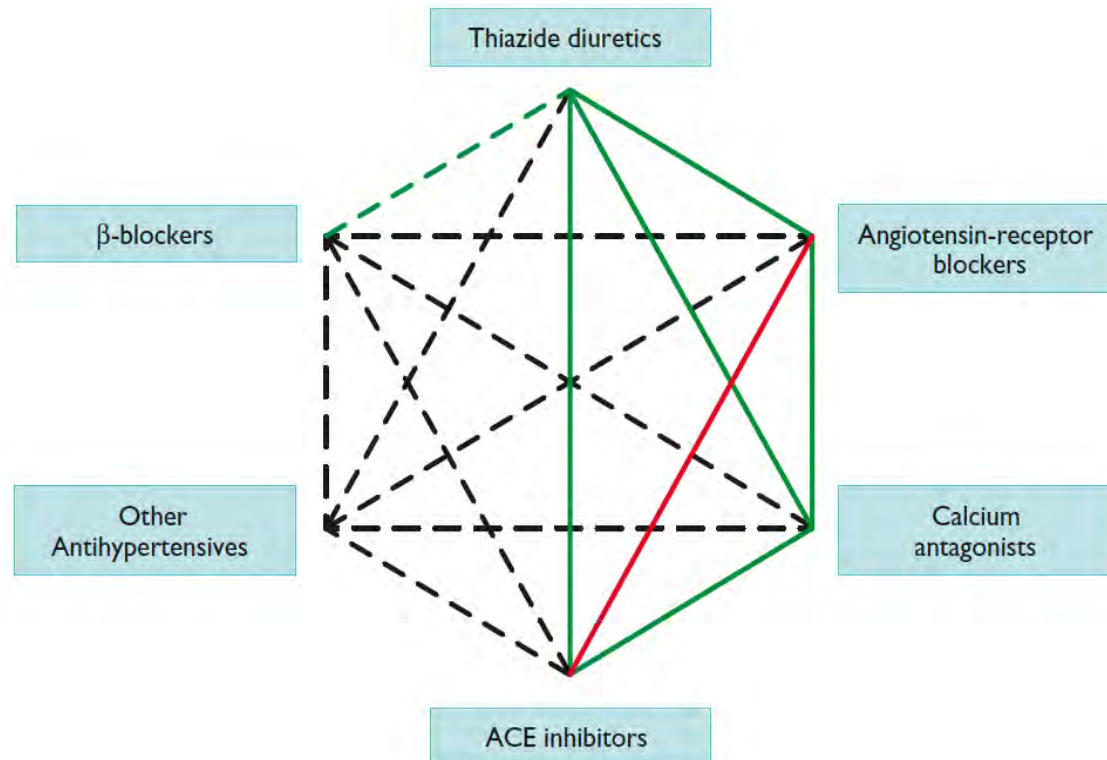 Thiazide diuretics
β-blockers
Angiotensin-receptor
blockers
Other
Antihypertensives
Calcium
antagonists
ACE inhibitors